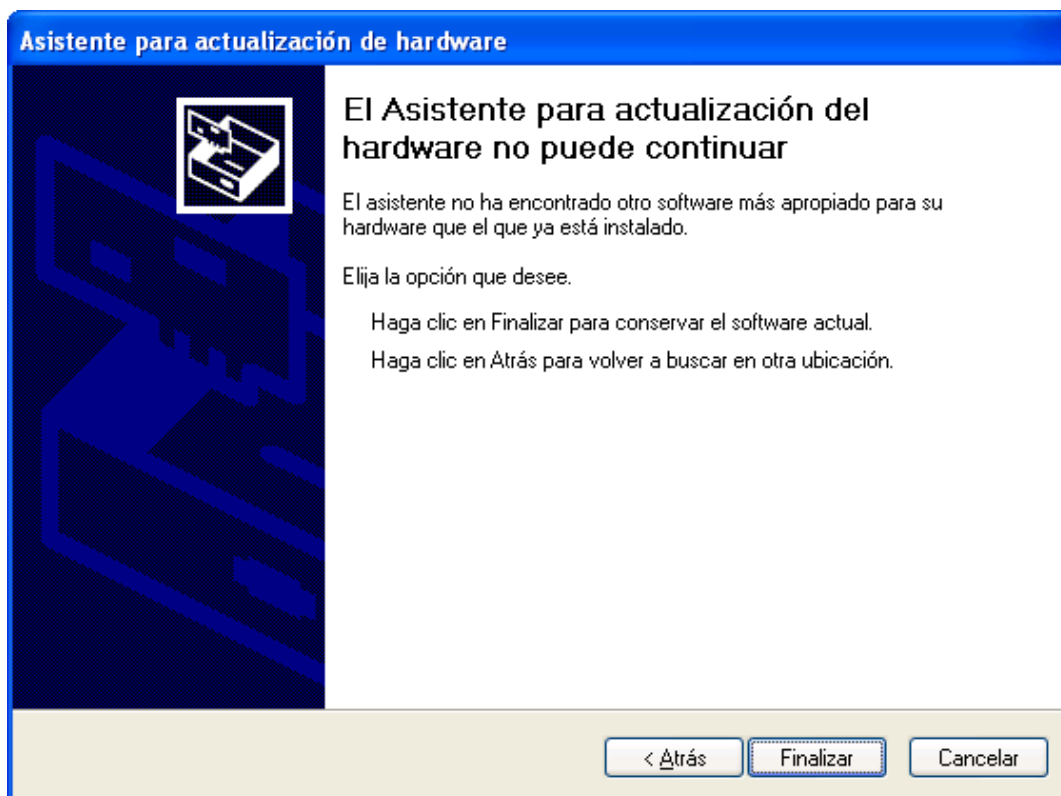 Asistente para actualización de hardware
El Asistente para actualización del
hardware no puede continuar
El asistente no ha encontrado otro software más apropiado para su
hardware que el que ya está instalado.
Elija la opción que desee.
Haga clic en Finalizar para conservar el software actual.
Haga clic en Atrás para volver a buscar en otra ubicación.
< Atrás
Finalizar
Cancelar